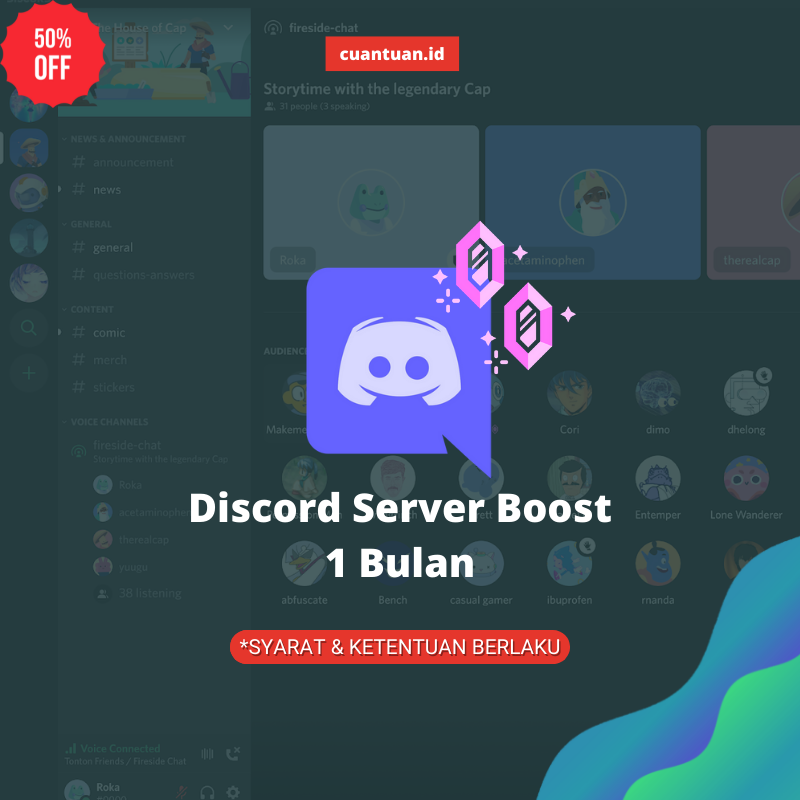 50%
OFF
The House of Cap
fireside-chat
cuantuan.id
Storytime with the legendary Cap
31 people (3 speaking)
NEWS & ANNOUNCEMENT
# announcement
# news
GENERAL
# general
# questions-answers
CONTENT
# comic
# merch
# stickers
VOICE CHANNELS
fireside-chat
Storytime with the legendary Cap
Roka
acetaminophen
therealcap
yuuqu
38 listening
Roka
acetaminophen
therealcap
AUDIENCE
Cori
dimo
dhelong
Entemper
Lone Wanderer
Discord Server Boost
1 Bulan
abfuscate
Bench
casual gamer
ibuprofen
rnanda
*SYARAT & KETENTUAN BERLAKU
Voice Connected
Tonton Friends / Fireside Chat
Roka